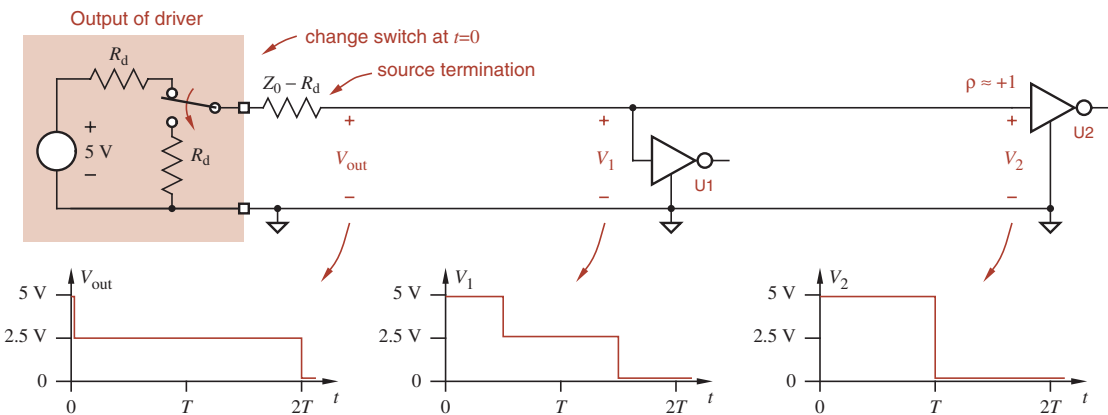 Output of driver
change switch at t=0
source termination
R_d
Z_0 – R_d
ρ ≈ +1
+
5 V
–
R_d
+
V_out
–
+
V_1
–
U1
+
V_2
–
U2
V_out
5 V
2.5 V
0
0 T 2T t
V_1
5 V
2.5 V
0
0 T 2T t
V_2
5 V
2.5 V
0
0 T 2T t